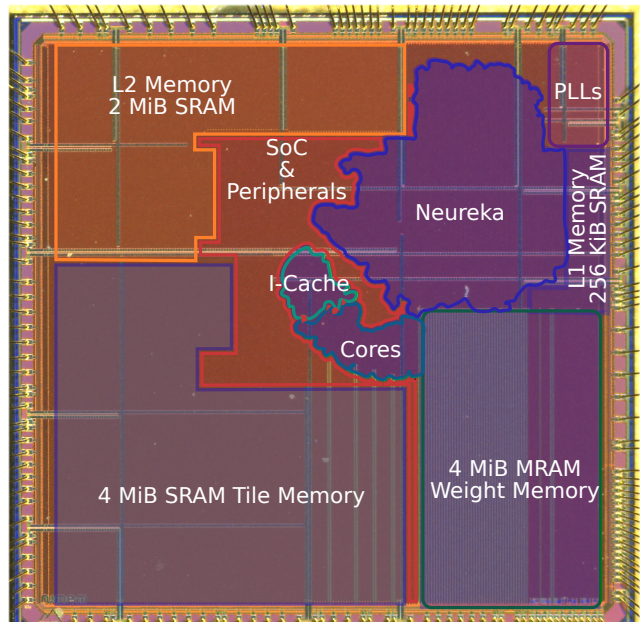 L2 Memory
2 MiB SRAM
PLLs
SoC
&
Peripherals
Neureka
L1 Memory
256 KiB SRAM
I-Cache
Cores
4 MiB SRAM Tile Memory
4 MiB MRAM
Weight Memory